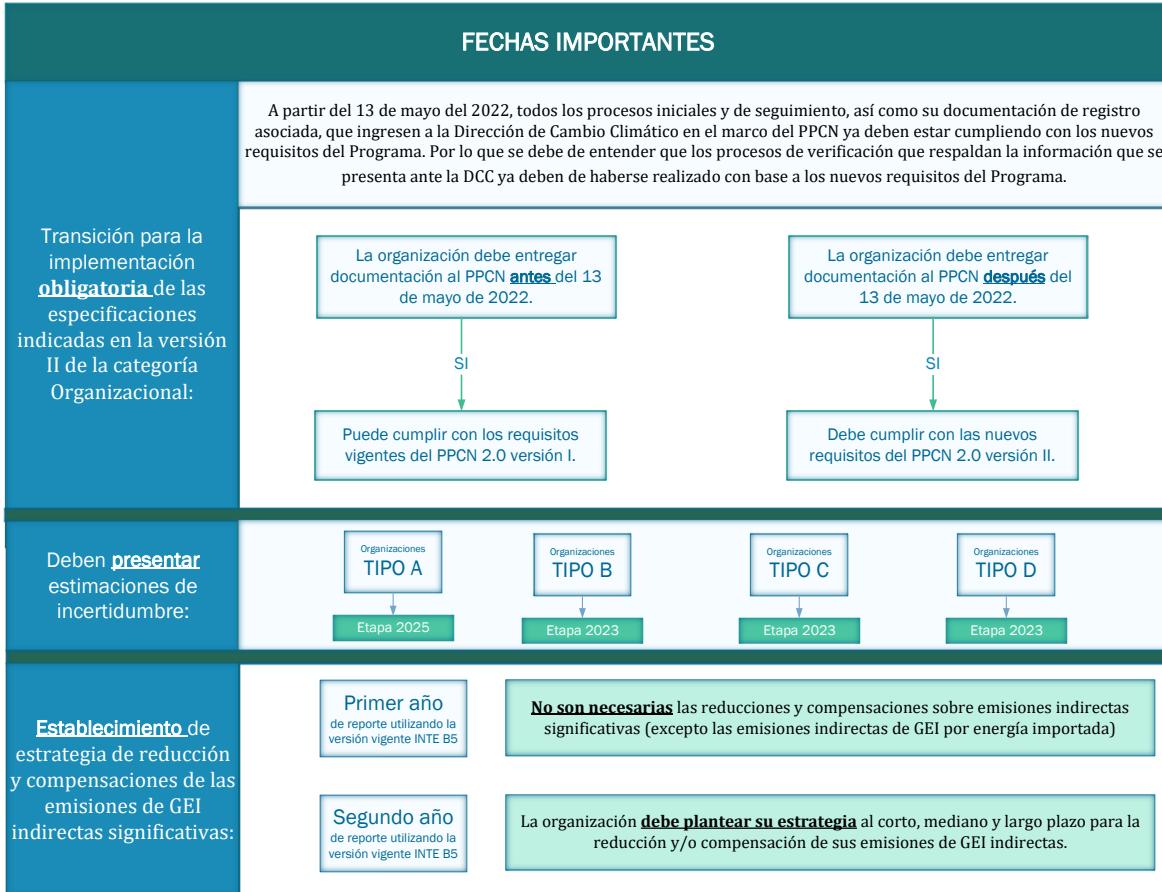 FECHAS IMPORTANTES
A partir del 13 de mayo del 2022, todos los procesos iniciales y de seguimiento, así como su documentación de registro
asociada, que ingresen a la Dirección de Cambio Climático en el marco del PPCN ya deben estar cumpliendo con los nuevos
requisitos del Programa. Por lo que se debe de entender que los procesos de verificación que respaldan la información que se
presenta ante la DCC ya deben de haberse realizado con base a los nuevos requisitos del Programa.
Transición para la
implementación
obligatoria de las
especificaciones
indicadas en la versión
II de la categoría
Organizacional:
La organización debe entregar
documentación al PPCN antes del 13
de mayo de 2022.
SI
Puede cumplir con los requisitos
vigentes del PPCN 2.0 versión I.
La organización debe entregar
documentación al PPCN después del
13 de mayo de 2022.
SI
Debe cumplir con las nuevos
requisitos del PPCN 2.0 versión II.
Deben presentar
estimaciones de
incertidumbre:
Organizaciones
TIPO A
Etapa 2025
Organizaciones
TIPO B
Etapa 2023
Organizaciones
TIPO C
Etapa 2023
Organizaciones
TIPO D
Etapa 2023
Establecimiento de
estrategia de reducción
y compensaciones de las
emisiones de GEI
indirectas significativas:
Primer año
de reporte utilizando la
versión vigente INTE B5
No son necesarias las reducciones y compensaciones sobre emisiones indirectas
significativas (excepto las emisiones indirectas de GEI por energía importada)
Segundo año
de reporte utilizando la
versión vigente INTE B5
La organización debe plantear su estrategia al corto, mediano y largo plazo para la
reducción y/o compensación de sus emisiones de GEI indirectas.